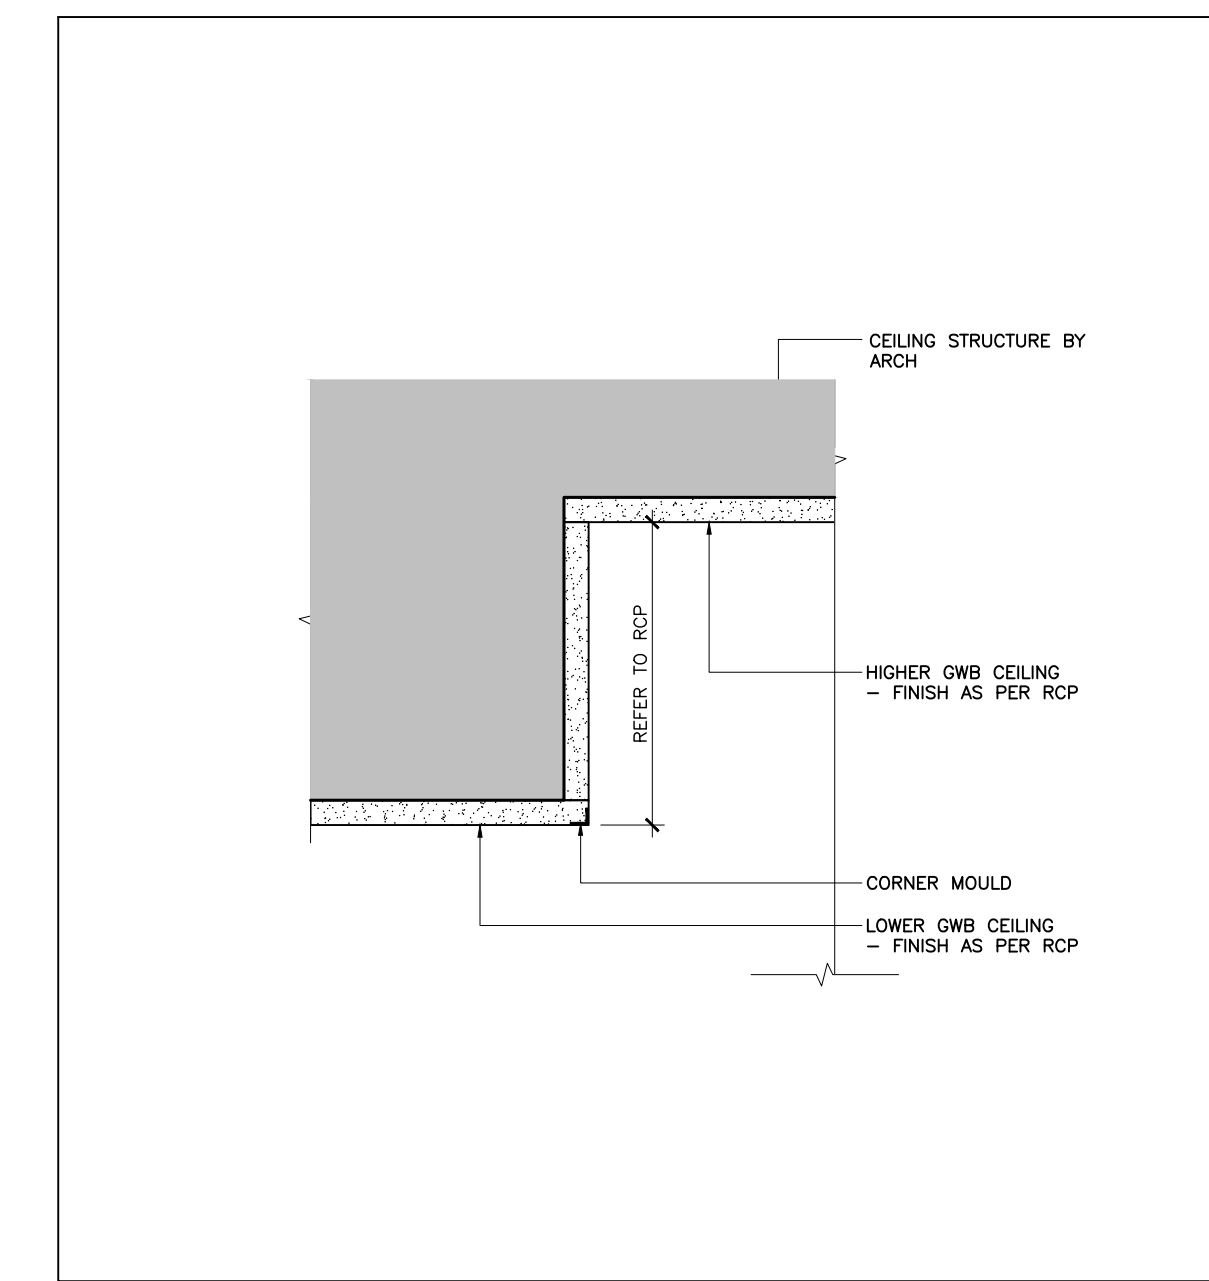 CEILING STRUCTURE BY
ARCH
REFER TO RCP
HIGHER GWB CEILING
– FINISH AS PER RCP
CORNER MOULD
LOWER GWB CEILING
– FINISH AS PER RCP